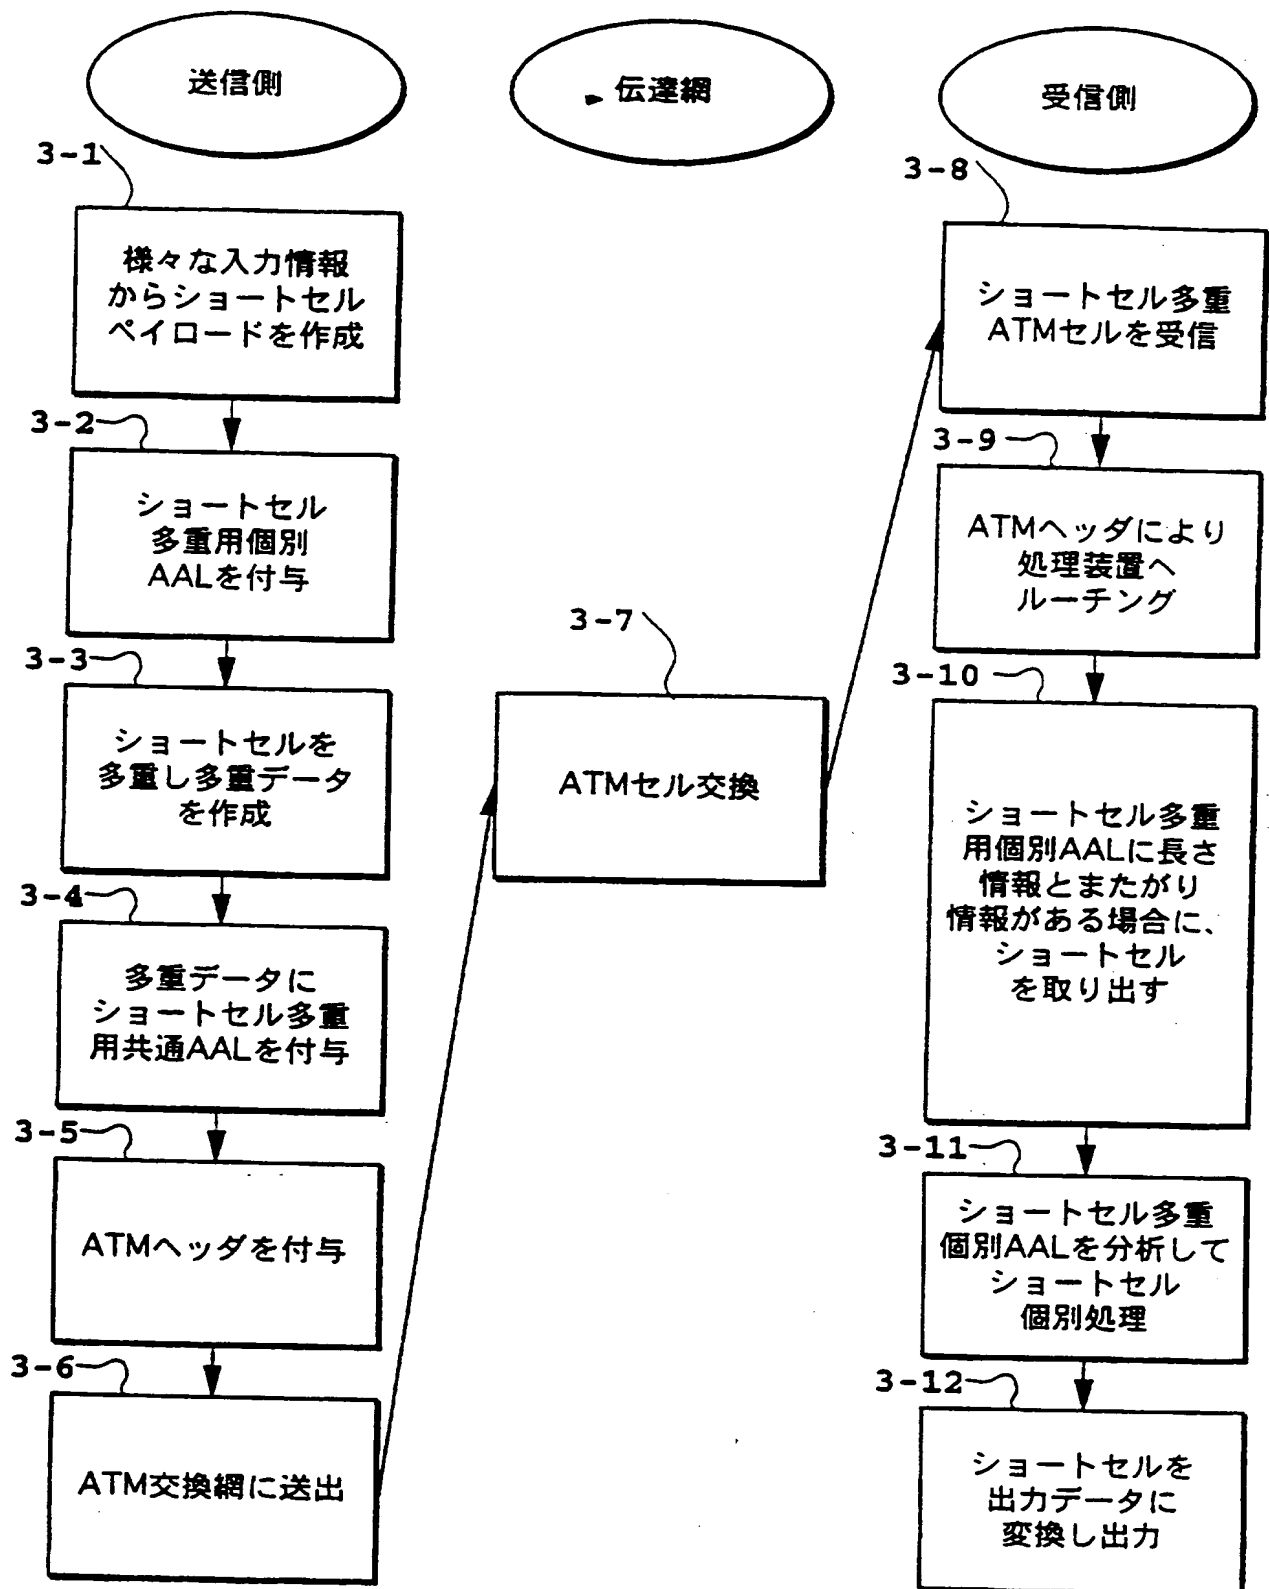 送信側
3-1
様々な入力情報
からショートセル
ペイロードを作成
3-2
ショートセル
多重用個別
AALを付与
3-3
ショートセルを
多重し多重データ
を作成
3-4
多重データに
ショートセル多重
用共通AALを付与
3-5
ATMヘッダを付与
3-6
ATM交換網に送出
伝達網
3-7
ATMセル交換
受信側
3-8
ショートセル多重
ATMセルを受信
3-9
ATMヘッダにより
処理装置へ
ルーチング
3-10
ショートセル多重
用個別AALに長さ
情報とまたがり
情報がある場合に、
ショートセル
を取り出す
3-11
ショートセル多重
個別AALを分析して
ショートセル
個別処理
3-12
ショートセルを
出力データに
変換し出力